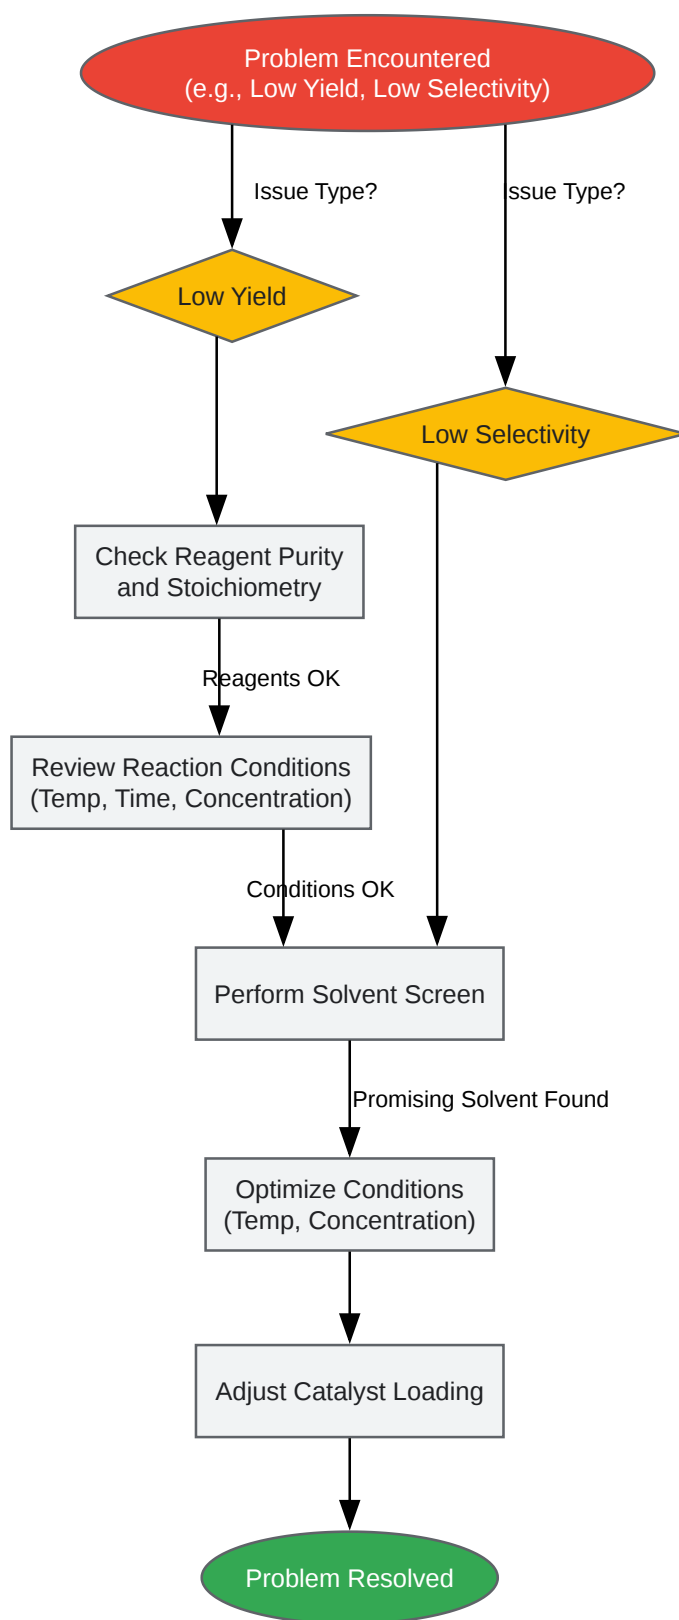 Problem Encountered
(e.g., Low Yield, Low Selectivity)
Issue Type?
Issue Type?
Low Yield
Low Selectivity
Check Reagent Purity
and Stoichiometry
Reagents OK
Review Reaction Conditions
(Temp, Time, Concentration)
Conditions OK
Perform Solvent Screen
Promising Solvent Found
Optimize Conditions
(Temp, Concentration)
Adjust Catalyst Loading
Problem Resolved